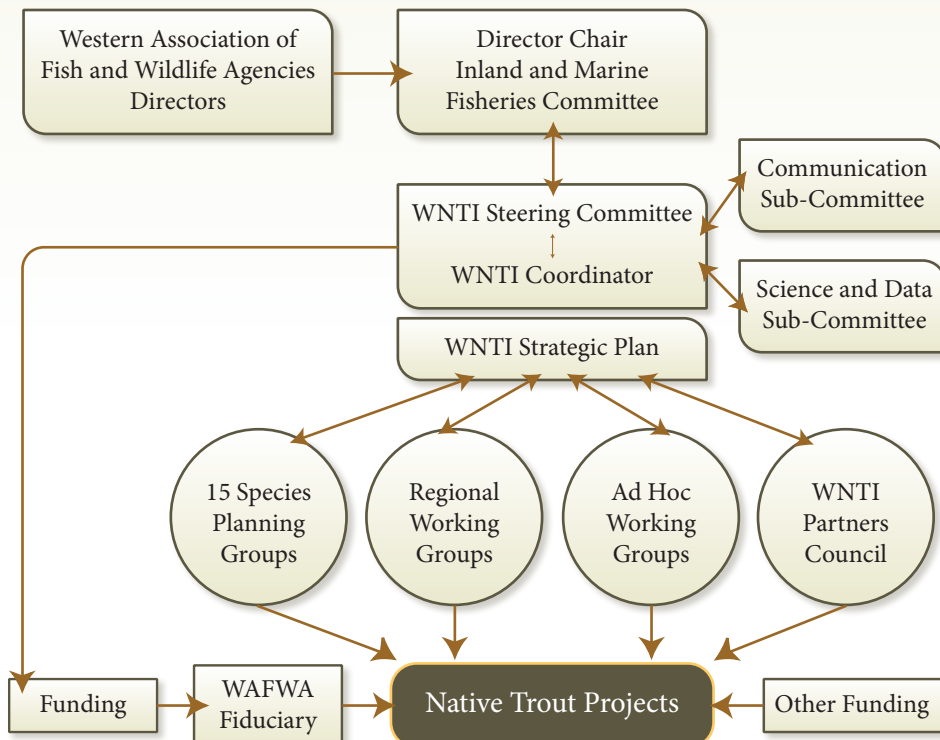 Western Association of
Fish and Wildlife Agencies
Directors
Director Chair
Inland and Marine
Fisheries Committee
Communication
Sub-Committee
WNTI Steering Committee
WNTI Coordinator
Science and Data
Sub-Committee
WNTI Strategic Plan
15 Species
Planning
Groups
Regional
Working
Groups
Ad Hoc
Working
Groups
WNTI
Partners
Council
Funding
WAFWA
Fiduciary
Native Trout Projects
Other Funding